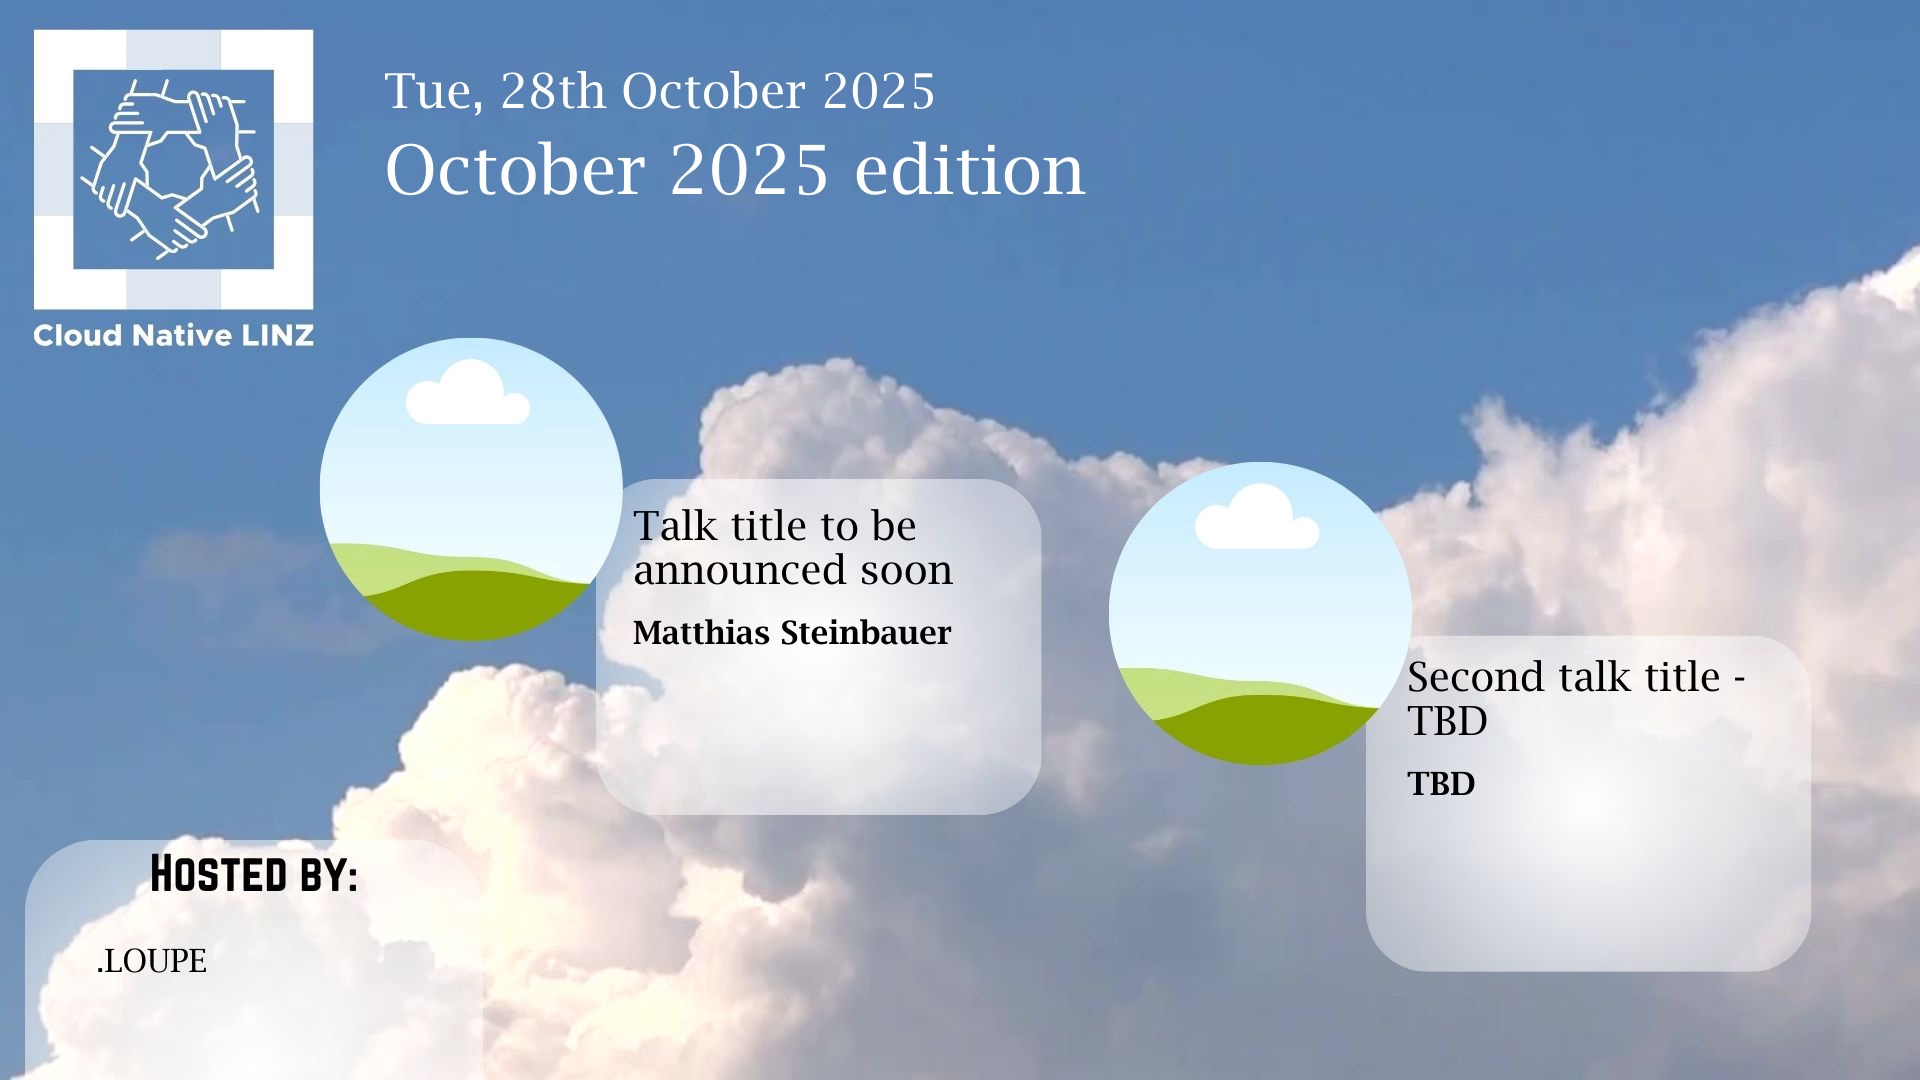 Cloud Native LINZ
Tue, 28th October 2025
October 2025 edition
Talk title to be
announced soon
Matthias Steinbauer
Second talk title -
TBD
TBD
HOSTED BY:
.LOUPE